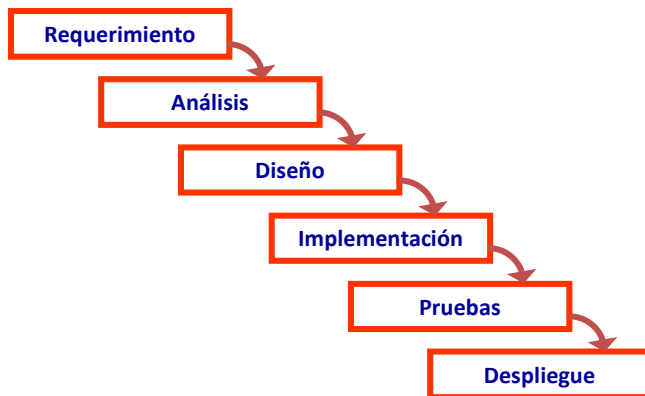 Requerimiento
Análisis
Diseño
Implementación
Pruebas
Despliegue